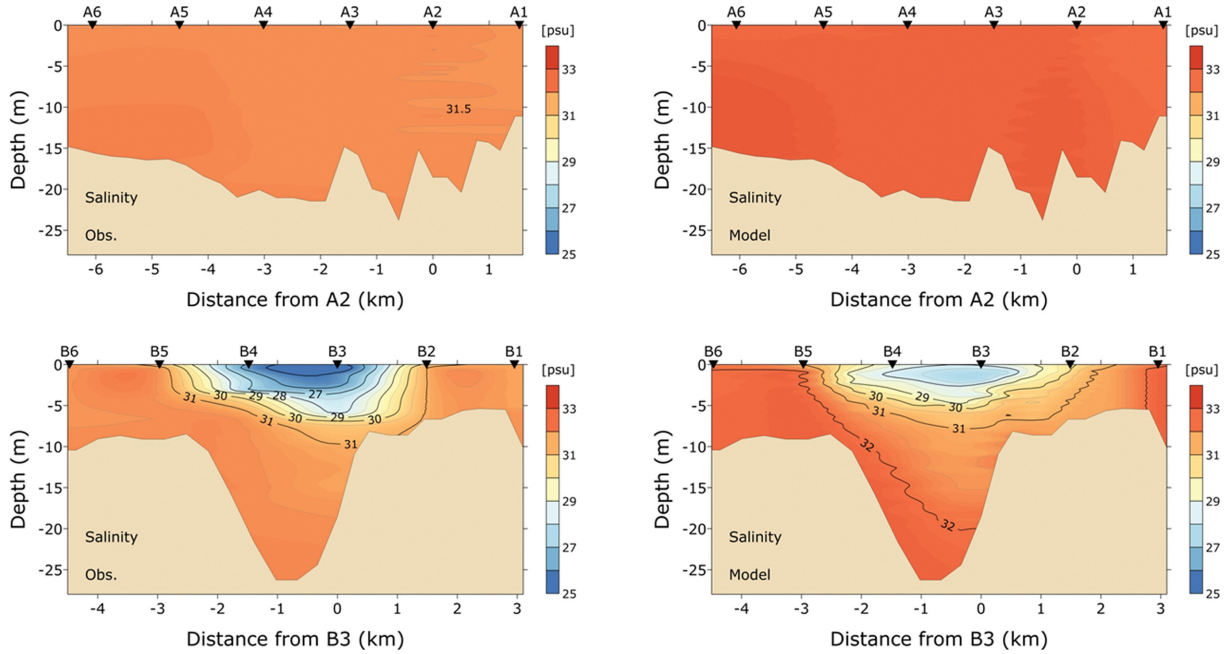 A6 A5 A4 A3 A2 A1
[psu]
0
-5
-10
-15
-20
-25
Depth (m)
31.5
Salinity
Obs.
33
31
29
27
25
-6 -5 -4 -3 -2 -1 0 1
Distance from A2 (km)
A6 A5 A4 A3 A2 A1
[psu]
0
-5
-10
-15
-20
-25
Depth (m)
Salinity
Model
33
31
29
27
25
-6 -5 -4 -3 -2 -1 0 1
Distance from A2 (km)
B6 B5 B4 B3 B2 B1
[psu]
0
-5
-10
-15
-20
-25
Depth (m)
31 30 29 28 27
29
31 30 30
31
Salinity
Obs.
33
31
29
27
25
-4 -3 -2 -1 0 1 2 3
Distance from B3 (km)
B6 B5 B4 B3 B2 B1
[psu]
0
-5
-10
-15
-20
-25
Depth (m)
30 29 30
31 31
32
32
Salinity
Model
33
31
29
27
25
-4 -3 -2 -1 0 1 2 3
Distance from B3 (km)